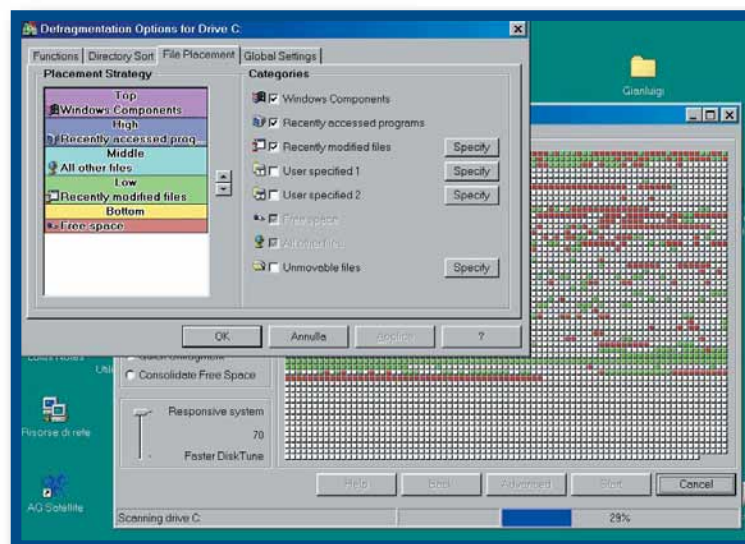 Defragmentation Options for Drive C:
Functions
Directory Sort
File Placement
Global Settings
Placement Strategy
Top
Windows Components
High
Recently accessed prog...
Middle
All other files
Low
Recently modified files
Bottom
Free space
Categories
Windows Components
Recently accessed programs
Recently modified files
Specify
User specified 1
Specify
User specified 2
Specify
Free space
All other files
Unmovable files
Specify
OK
Annulla
Applica
?
Gianluigi
Consolidate Free Space
Responsive system
70
Faster DiskTune
Risorse di rete
AG Satellite
Help
Back
Advanced
Start
Cancel
Scanning drive C:
29%